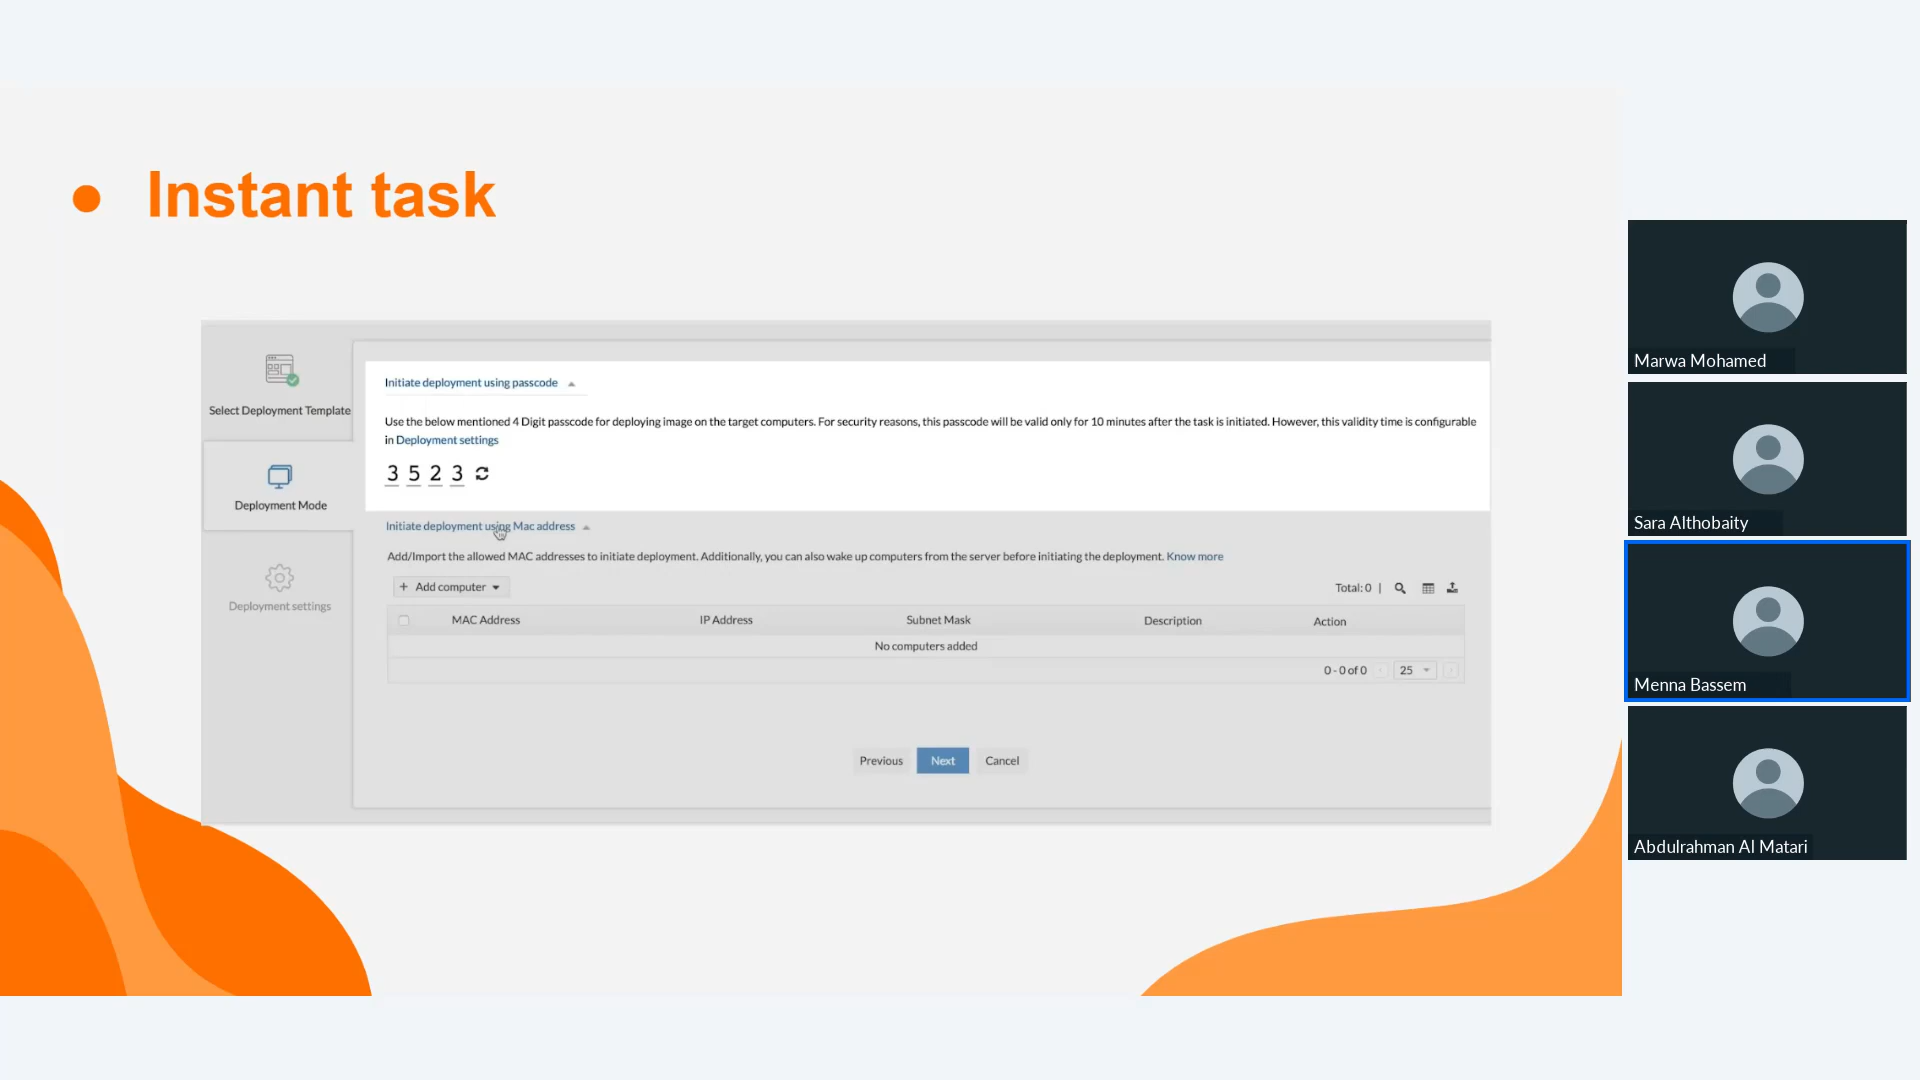 Instant task
Select Deployment Template
Deployment Mode
Deployment settings
Initiate deployment using passcode
Use the below mentioned 4 Digit passcode for deploying image on the target computers. For security reasons, this passcode will be valid only for 10 minutes after the task is initiated. However, this validity time is configurable
in Deployment settings
3 5 2 3
Initiate deployment using Mac address
Add/Import the allowed MAC addresses to initiate deployment. Additionally, you can also wake up computers from the server before initiating the deployment. Know more
+ Add computer Total: 0 |
MAC Address IP Address Subnet Mask Description Action
No computers added
0 - 0 of 0 25
Previous Next Cancel
Marwa Mohamed
Sara Althobaity
Menna Bassem
Abdulrahman Al Matari